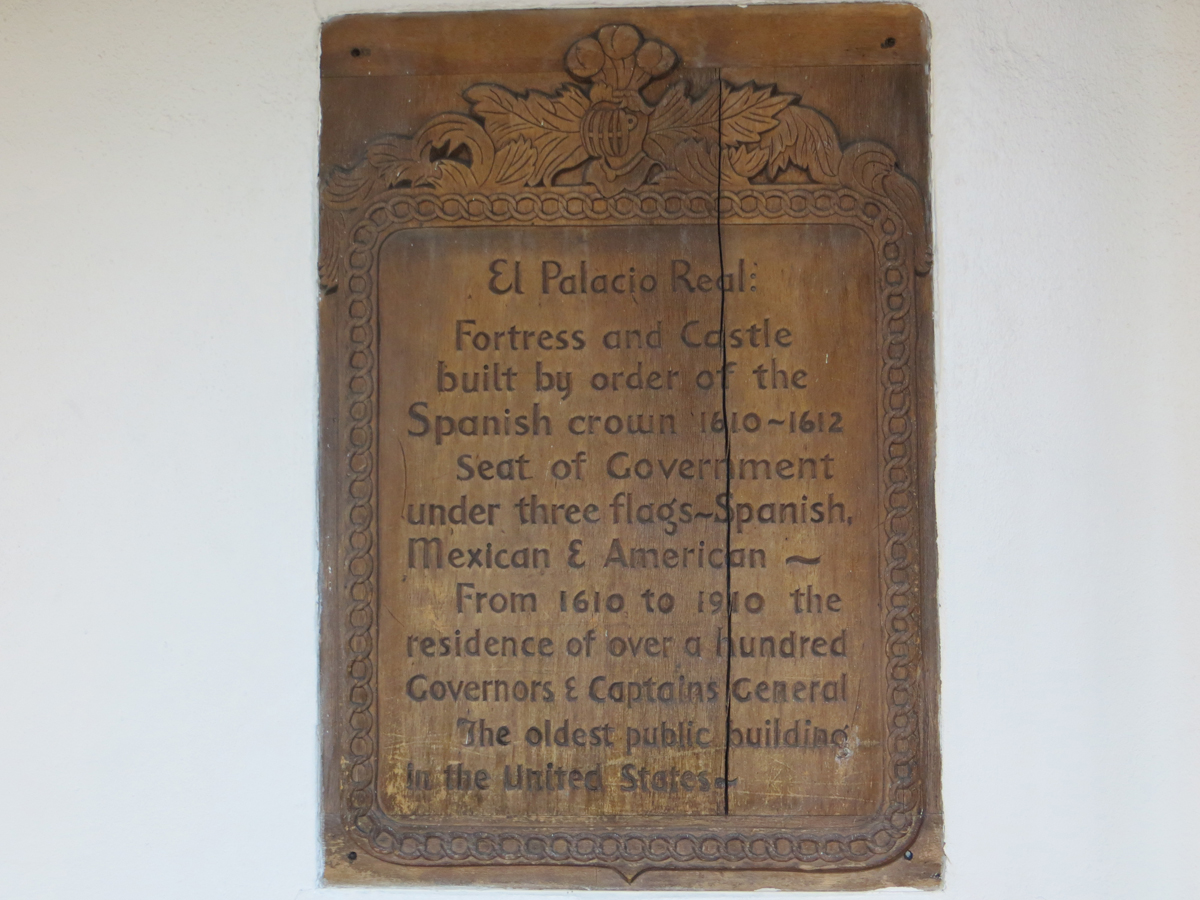 El Palacio Real:
Fortress and Castle
built by order of the
Spanish crown 1610~1612
Seat of Government
under three flags~Spanish,
Mexican & American ~
From 1610 to 1910 the
residence of over a hundred
Governors & Captains General
The oldest public building
in the United States~